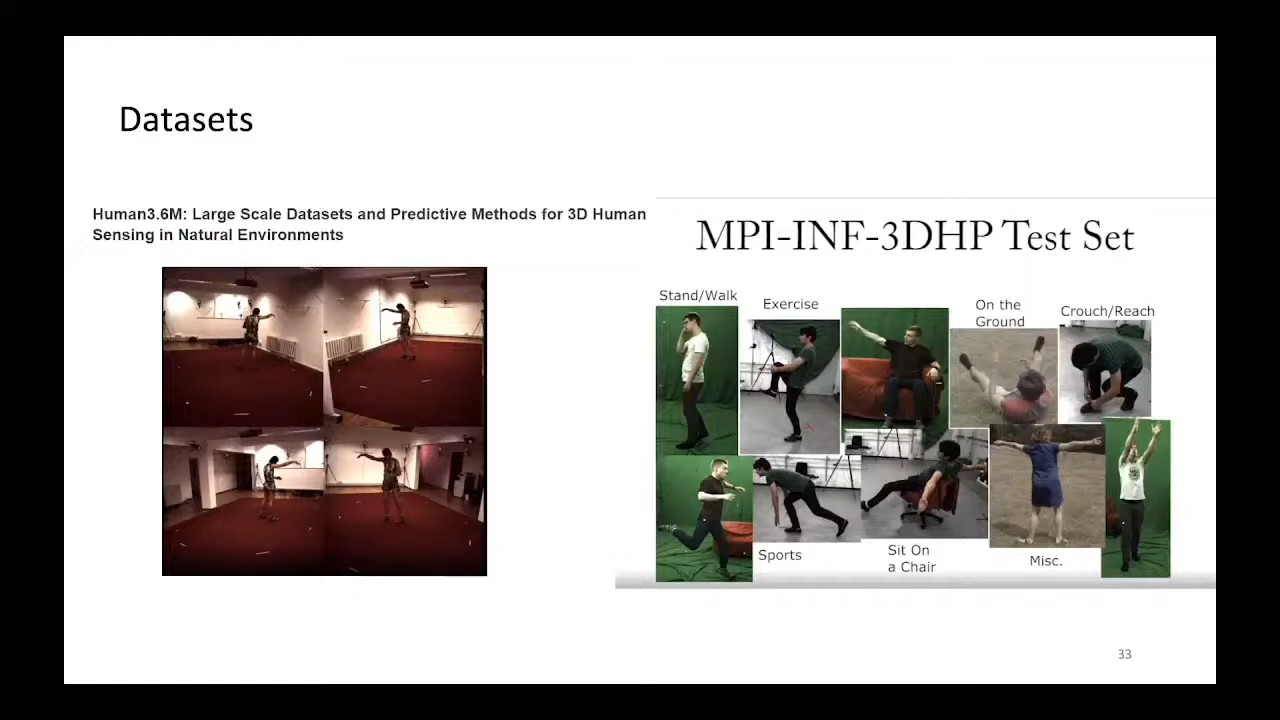 Datasets
Human3.6M: Large Scale Datasets and Predictive Methods for 3D Human
Sensing in Natural Environments
MPI-INF-3DHP Test Set
Stand/Walk
Exercise
On the
Ground
Crouch/Reach
Sports
Sit On
a Chair
Misc.
33